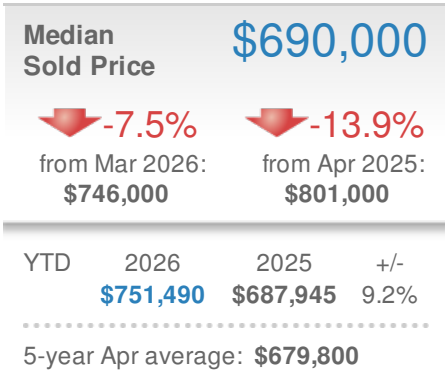 Median
Sold Price
$690,000
-7.5%
from Mar 2026:
$746,000
-13.9%
from Apr 2025:
$801,000
YTD 2026 2025 +/-
$751,490 $687,945 9.2%
5-year Apr average: $679,800